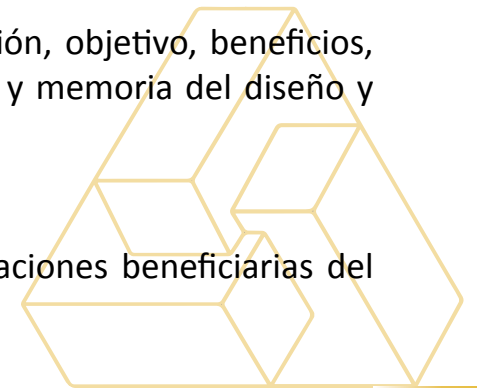 ión, objetivo, beneficios,
y memoria del diseño y
aciones beneficiarias del